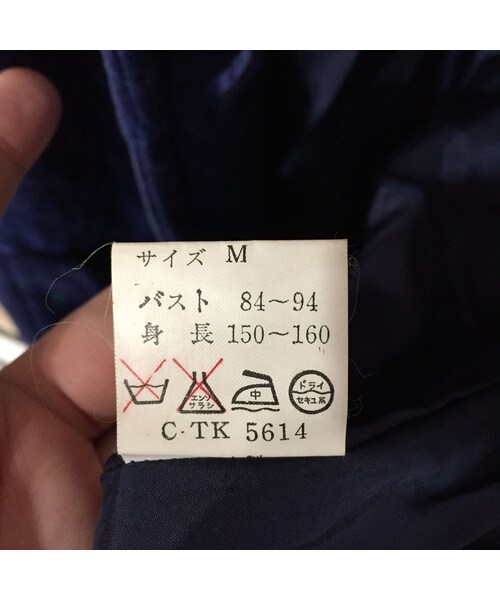 サイズ M
バスト 84～94
身長 150～160
エンソ
サラシ
中
ドライ
セキユ系
C・TK 5614